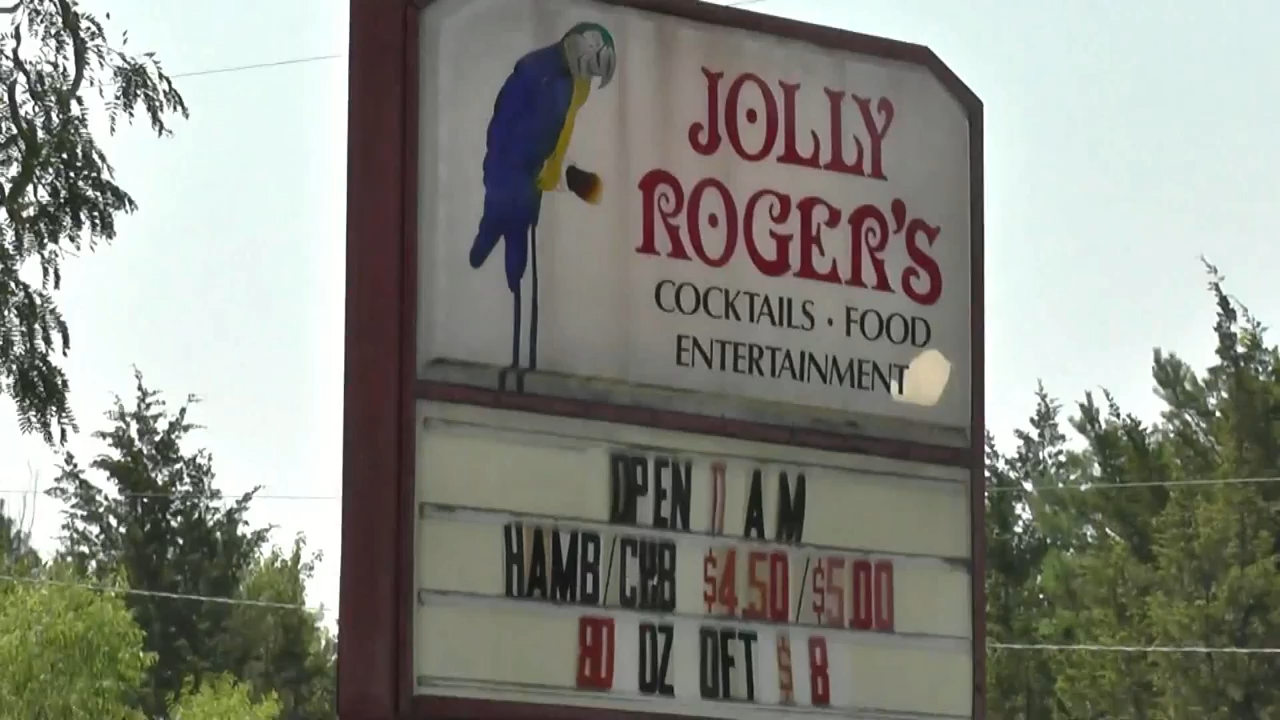 JOLLY
ROGER'S
COCKTAILS · FOOD
ENTERTAINMENT
OPEN 11 AM
HAMB/CHB $4.50/$5.00
80 OZ DFT $ 8